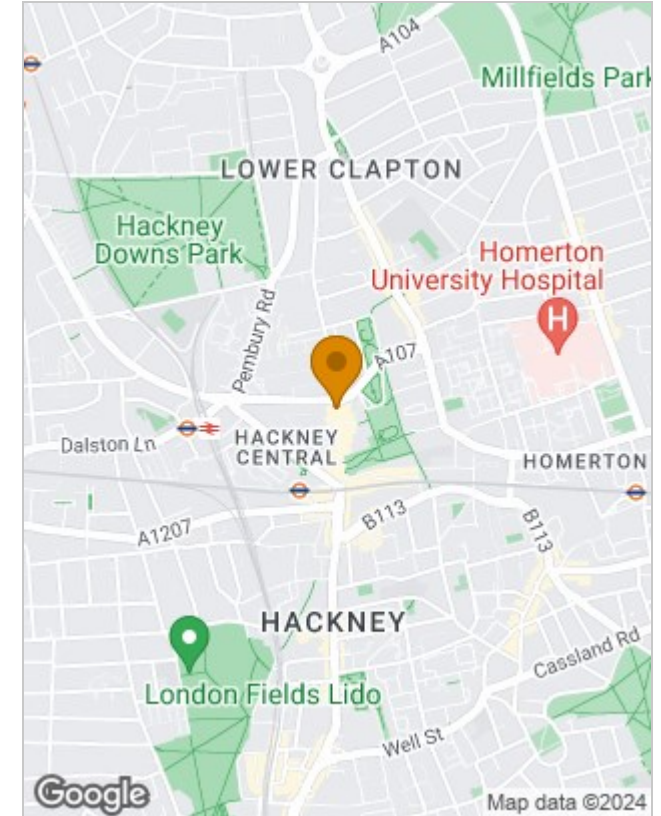 A104
Millfields Park
LOWER CLAPTON
Hackney
Downs Park
Homerton
University Hospital
H
Pembury Rd
A107
Dalston Ln
HACKNEY
CENTRAL
HOMERTON
A1207
B113
B113
HACKNEY
Cassland Rd
London Fields Lido
Well St
Google
Map data ©2024